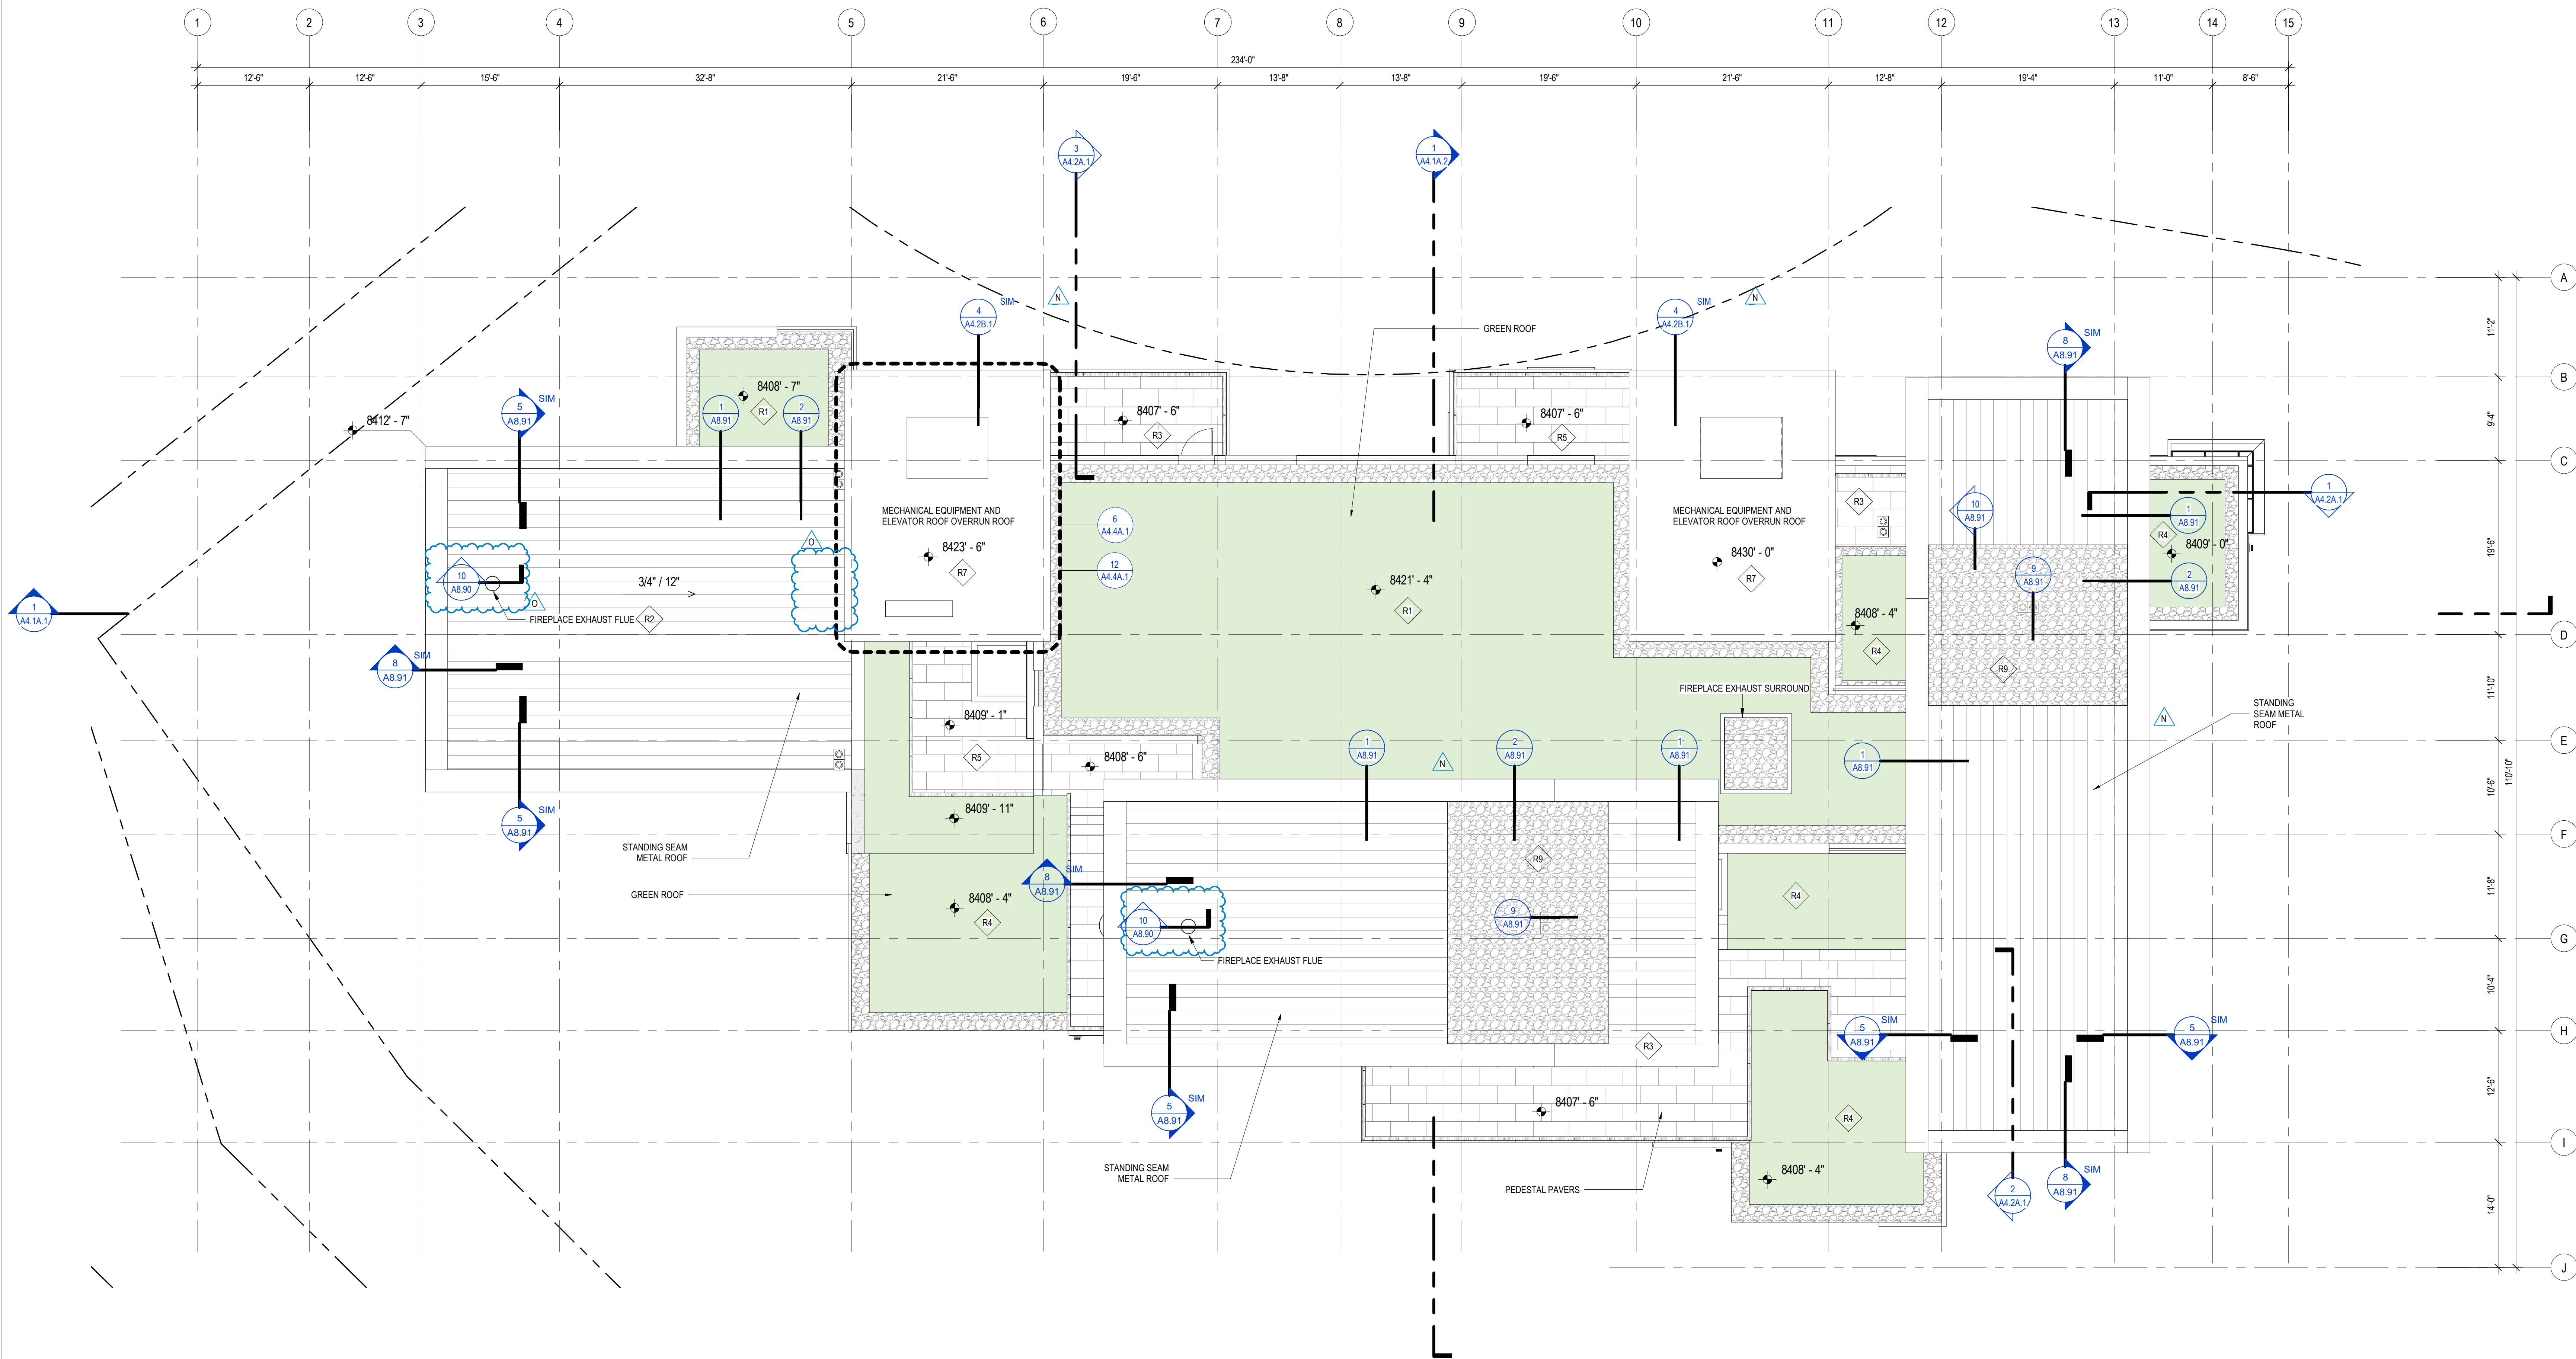 1 2 3 4 5 6 7 8 9 10 11 12 13 14 15
234'-0"
12'-6" 12'-6" 15'-6" 32'-8" 21'-6" 19'-6" 13'-8" 13'-8" 19'-6" 21'-6" 12'-8" 19'-4" 11'-0" 8'-6"
3
A4.2A.1
1
A4.1A.2
A
N
4
A4.2B.1
SIM
4
A4.2B.1
N
GREEN ROOF
11'-2"
8
A8.91
SIM
B
8408' - 7"
R1
5
A8.91
SIM
1
A8.91
2
A8.91
8412' - 7"
8407' - 6"
R3
8407' - 6"
R5
9'-4"
C
MECHANICAL EQUIPMENT AND
ELEVATOR ROOF OVERRUN ROOF
8423' - 6"
R7
6
A4.4A.1
12
A4.4A.1
MECHANICAL EQUIPMENT AND
ELEVATOR ROOF OVERRUN ROOF
8430' - 0"
R7
R3
10
A8.91
1
A4.2A.1
1
A8.91
R4
8409' - 0"
2
A8.91
9
A8.91
19'-6"
O
10
A8.90
O
3/4" / 12"
FIREPLACE EXHAUST FLUE
R2
1
A4.1A.1
8421' - 4"
R1
8408' - 4"
R4
D
8
A8.91
SIM
R9
FIREPLACE EXHAUST SURROUND
11'-10"
STANDING
SEAM METAL
ROOF
N
8409' - 1"
R5
E
8408' - 6"
1
A8.91
2
A8.91
N
1
A8.91
1
A8.91
10'-6"
110'-10"
5
A8.91
SIM
8409' - 11"
F
STANDING SEAM
METAL ROOF
R9
8
A8.91
SIM
GREEN ROOF
8408' - 4"
R4
R4
11'-8"
10
A8.90
9
A8.91
G
FIREPLACE EXHAUST FLUE
10'-4"
5
A8.91
SIM
5
A8.91
SIM
H
R3
5
A8.91
SIM
8407' - 6"
R4
12'-6"
I
STANDING SEAM
METAL ROOF
PEDESTAL PAVERS
8408' - 4"
2
A4.2A.1
8
A8.91
SIM
14'-0"
J